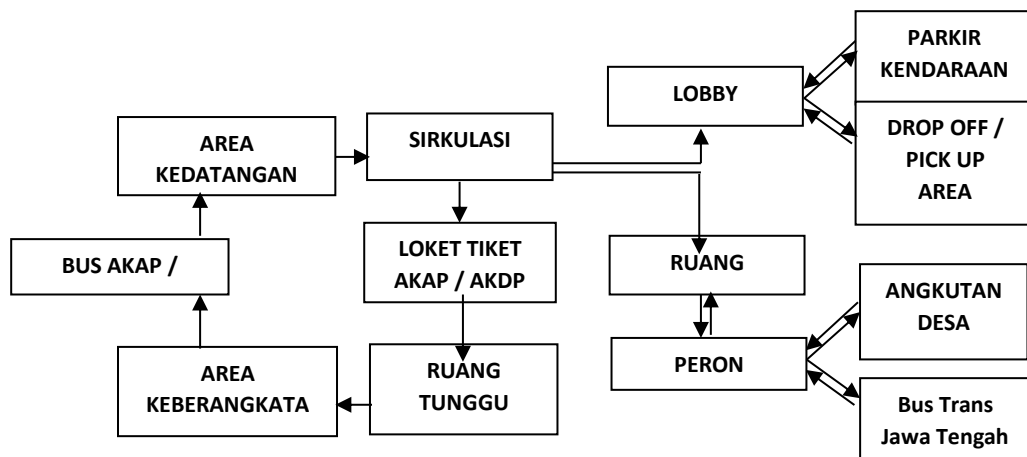 PARKIR
KENDARAAN
LOBBY
DROP OFF /
PICK UP
AREA
AREA
KEDATANGAN
SIRKULASI
BUS AKAP /
LOKET TIKET
AKAP / AKDP
RUANG
ANGKUTAN
DESA
AREA
KEBERANGKATA
RUANG
TUNGGU
PERON
Bus Trans
Jawa Tengah